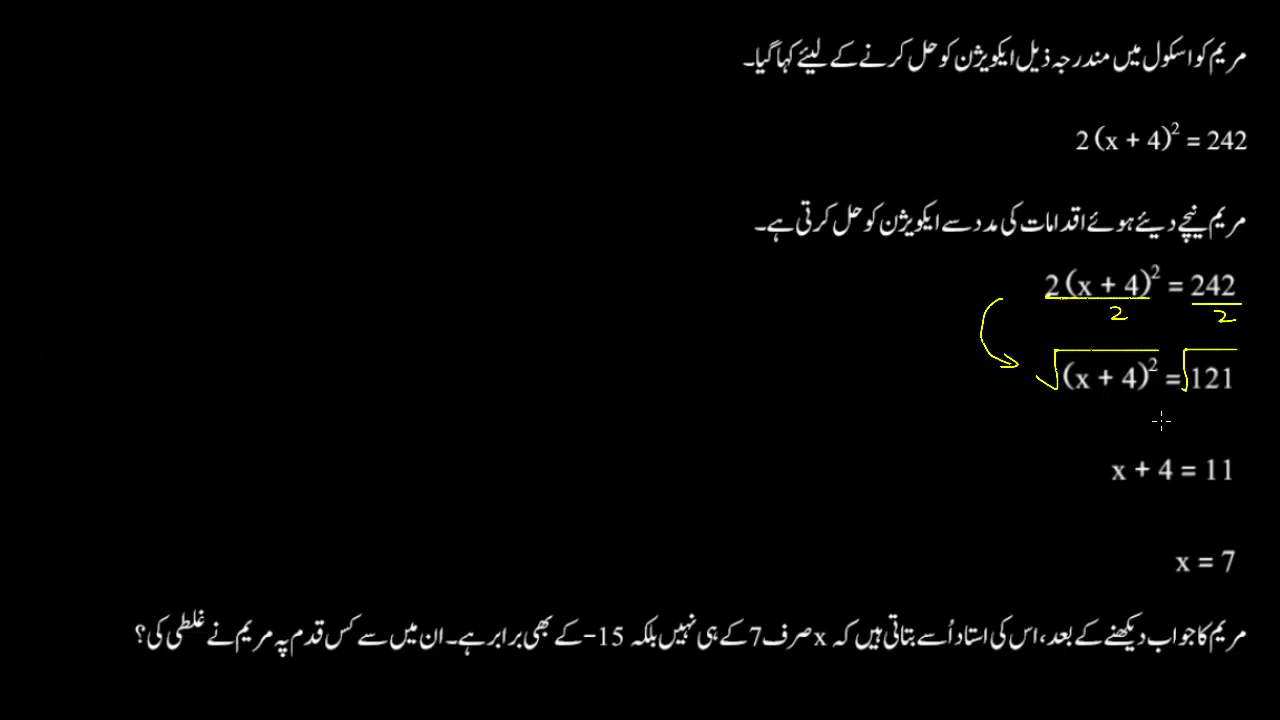 مریم کو اسکول میں مندرجہ ذیل ایکویژن کو حل کرنے کے لیئے کہا گیا۔
2 (x + 4)² = 242
مریم نیچے دیئے ہوئے اقدامات کی مدد سے ایکویژن کو حل کرتی ہے۔
2 (x + 4)² = 242
2 2
√(x + 4)² = √121
x + 4 = 11
x = 7
مریم کا جواب دیکھنے کے بعد، اس کی استاد اُسے بتاتی ہیں کہ x صرف 7 کے ہی نہیں بلکہ 15- کے بھی برابر ہے۔ ان میں سے کس قدم پہ مریم نے غلطی کی؟